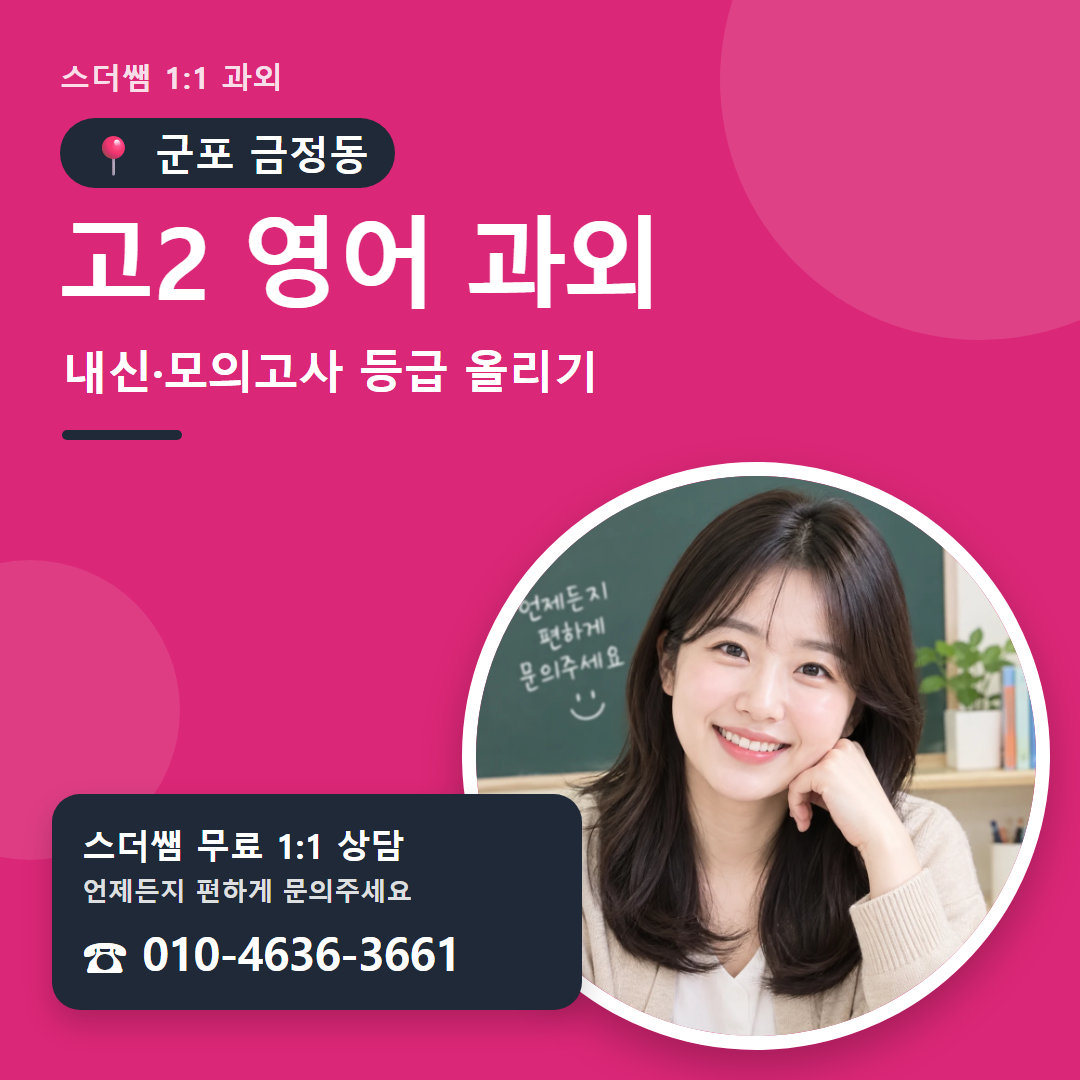 스더쌤 1:1 과외
📍 군포 금정동
고2 영어 과외
내신·모의고사 등급 올리기
언제든지
편하게
문의주세요
스더쌤 무료 1:1 상담
언제든지 편하게 문의주세요
☎ 010-4636-3661